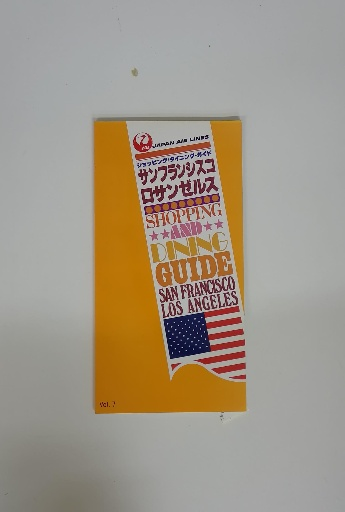 JAPAN AIR LINES
ショッピング・ダイニング・ガイド
サンフランシスコ
ロサンゼルス
SHOPPING
AND
DINING
GUIDE
SAN FRANCISCO
LOS ANGELES